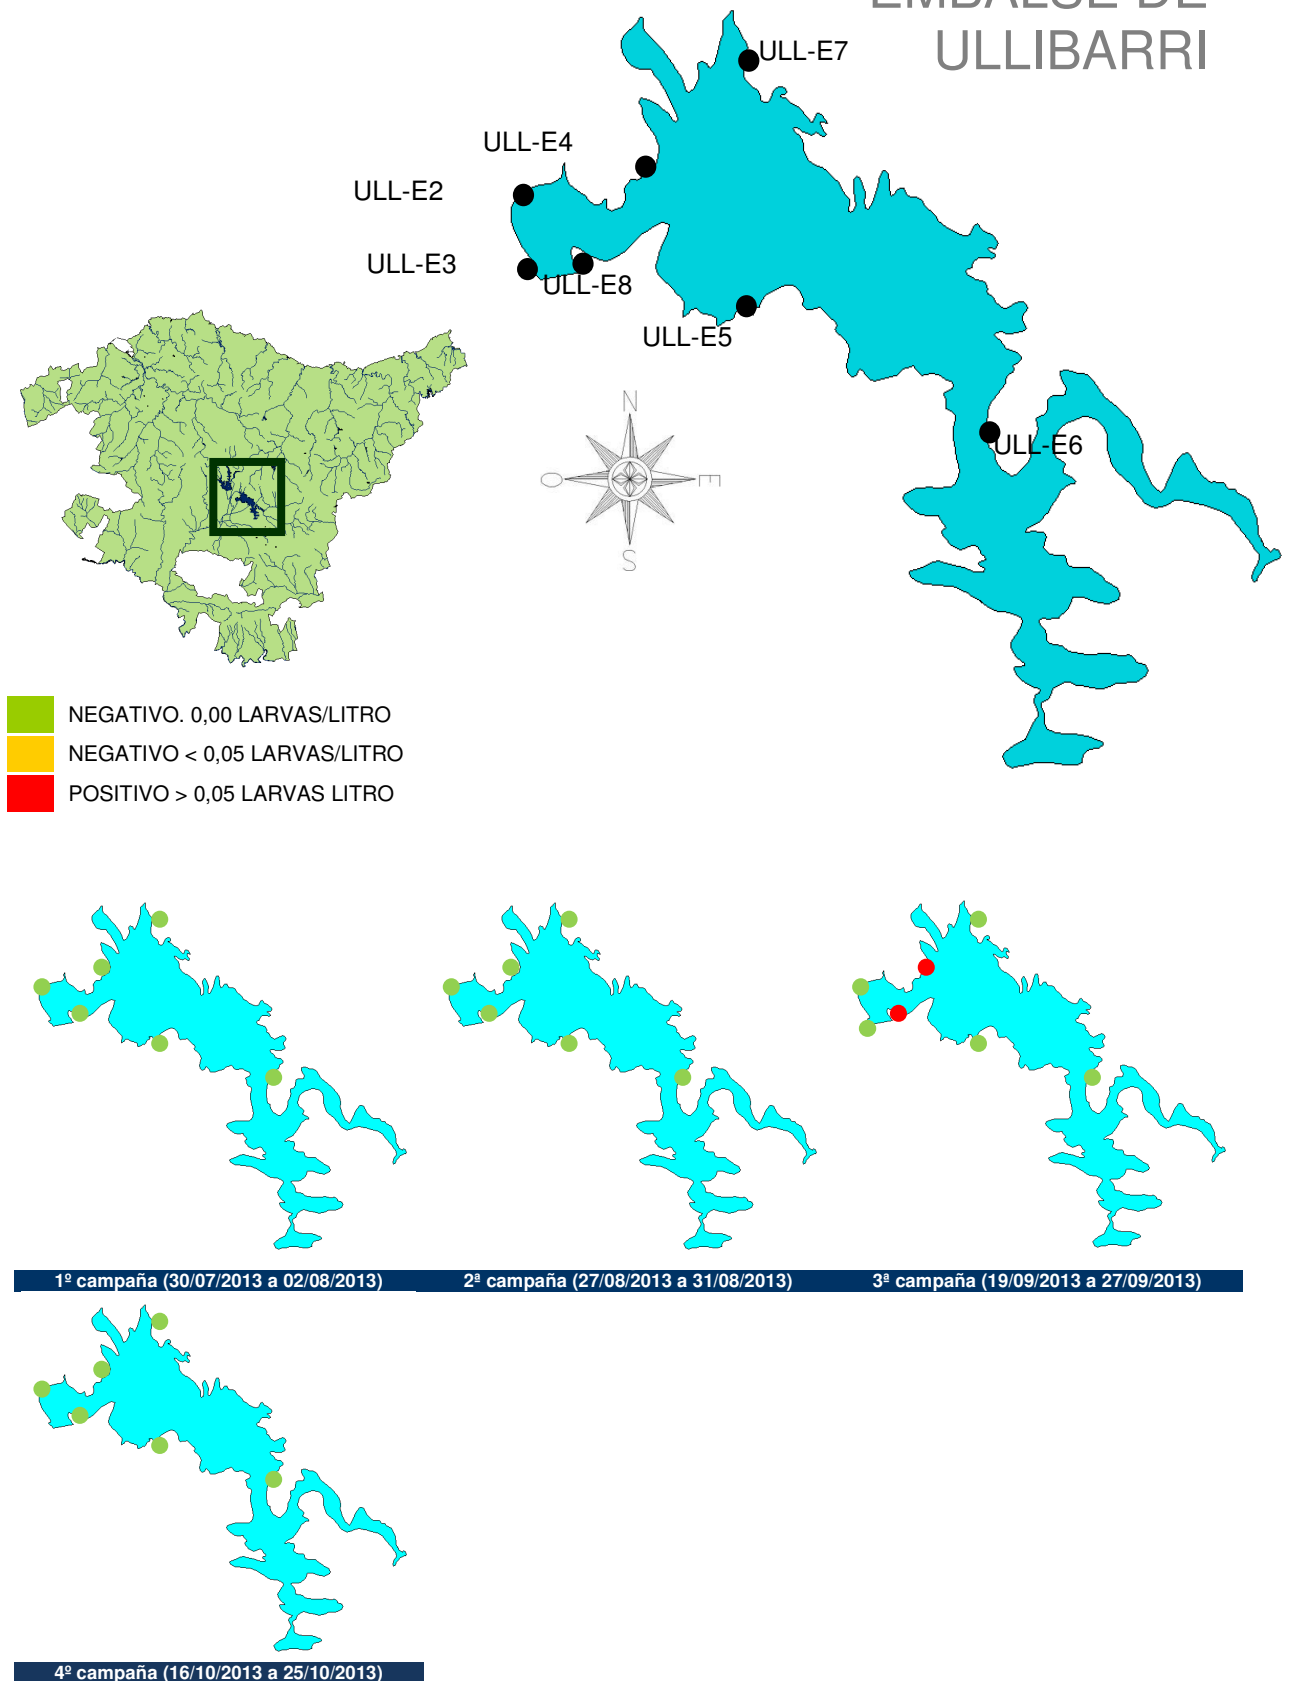 EMBALSE DE
ULLIBARRI
ULL-E7
ULL-E4
ULL-E2
ULL-E3
ULL-E8
ULL-E5
ULL-E6
N
O
E
S
NEGATIVO. 0,00 LARVAS/LITRO
NEGATIVO < 0,05 LARVAS/LITRO
POSITIVO > 0,05 LARVAS LITRO
1º campaña (30/07/2013 a 02/08/2013)
2ª campaña (27/08/2013 a 31/08/2013)
3ª campaña (19/09/2013 a 27/09/2013)
4º campaña (16/10/2013 a 25/10/2013)